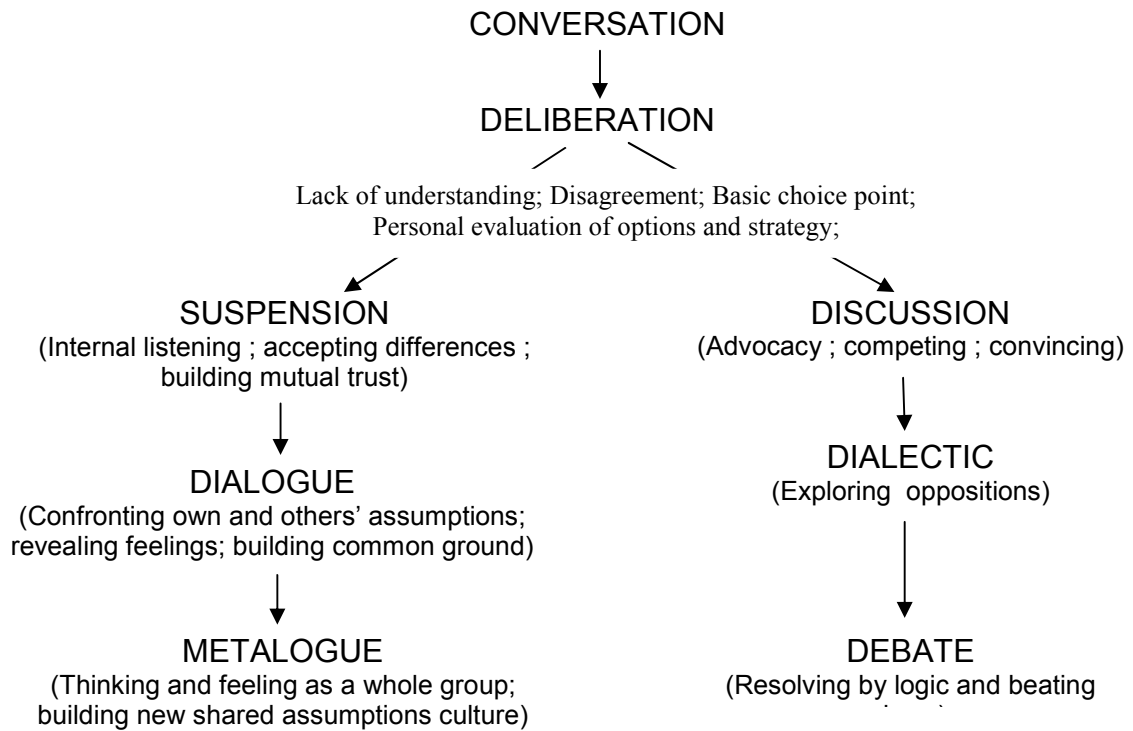 CONVERSATION
DELIBERATION
Lack of understanding; Disagreement; Basic choice point;
Personal evaluation of options and strategy;
SUSPENSION
(Internal listening ; accepting differences ;
building mutual trust)
DIALOGUE
(Confronting own and others’ assumptions;
revealing feelings; building common ground)
METALOGUE
(Thinking and feeling as a whole group;
building new shared assumptions culture)
DISCUSSION
(Advocacy ; competing ; convincing)
DIALECTIC
(Exploring oppositions)
DEBATE
(Resolving by logic and beating